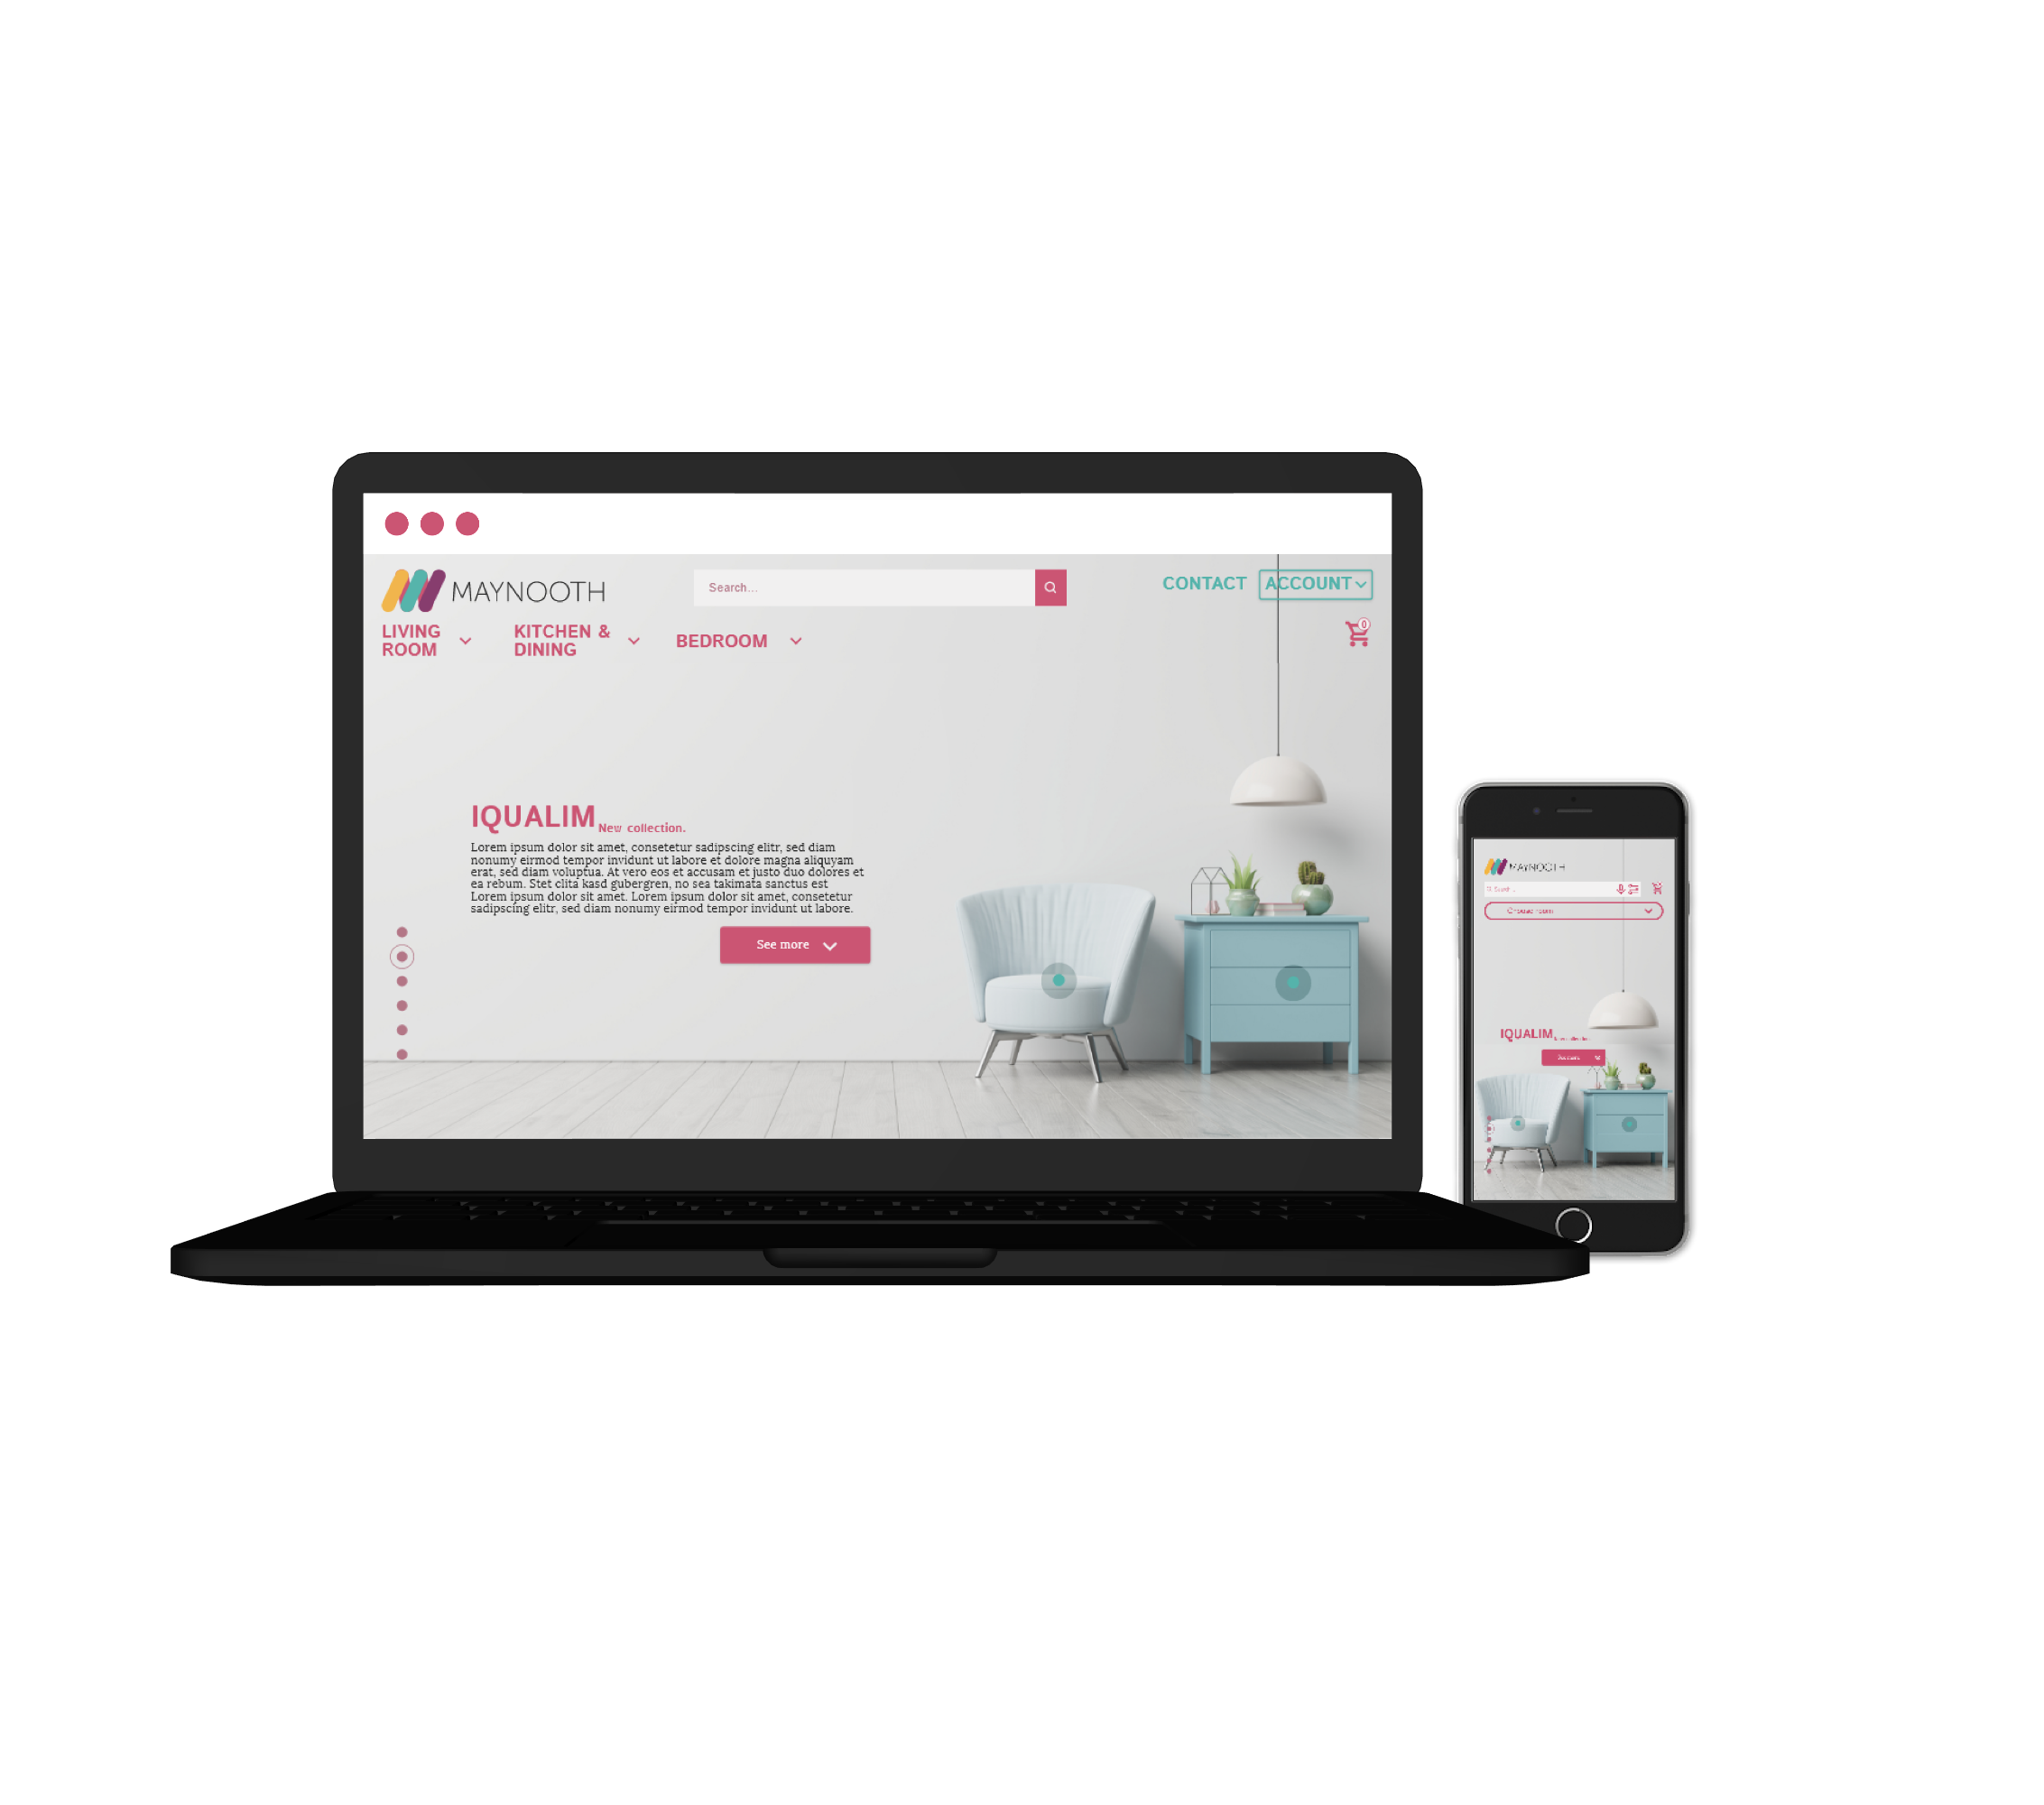 MAYNOOTH
Search...
CONTACT
ACCOUNT
LIVING
ROOM
KITCHEN &
DINING
BEDROOM
0
IQUALIM New collection.
Lorem ipsum dolor sit amet, consetetur sadipscing elitr, sed diam
nonumy eirmod tempor invidunt ut labore et dolore magna aliquyam
erat, sed diam voluptua. At vero eos et accusam et justo duo dolores et
ea rebum. Stet clita kasd gubergren, no sea takimata sanctus est
Lorem ipsum dolor sit amet. Lorem ipsum dolor sit amet, consetetur
sadipscing elitr, sed diam nonumy eirmod tempor invidunt ut labore.
See more
MAYNOOTH
Choose room
IQUALIM